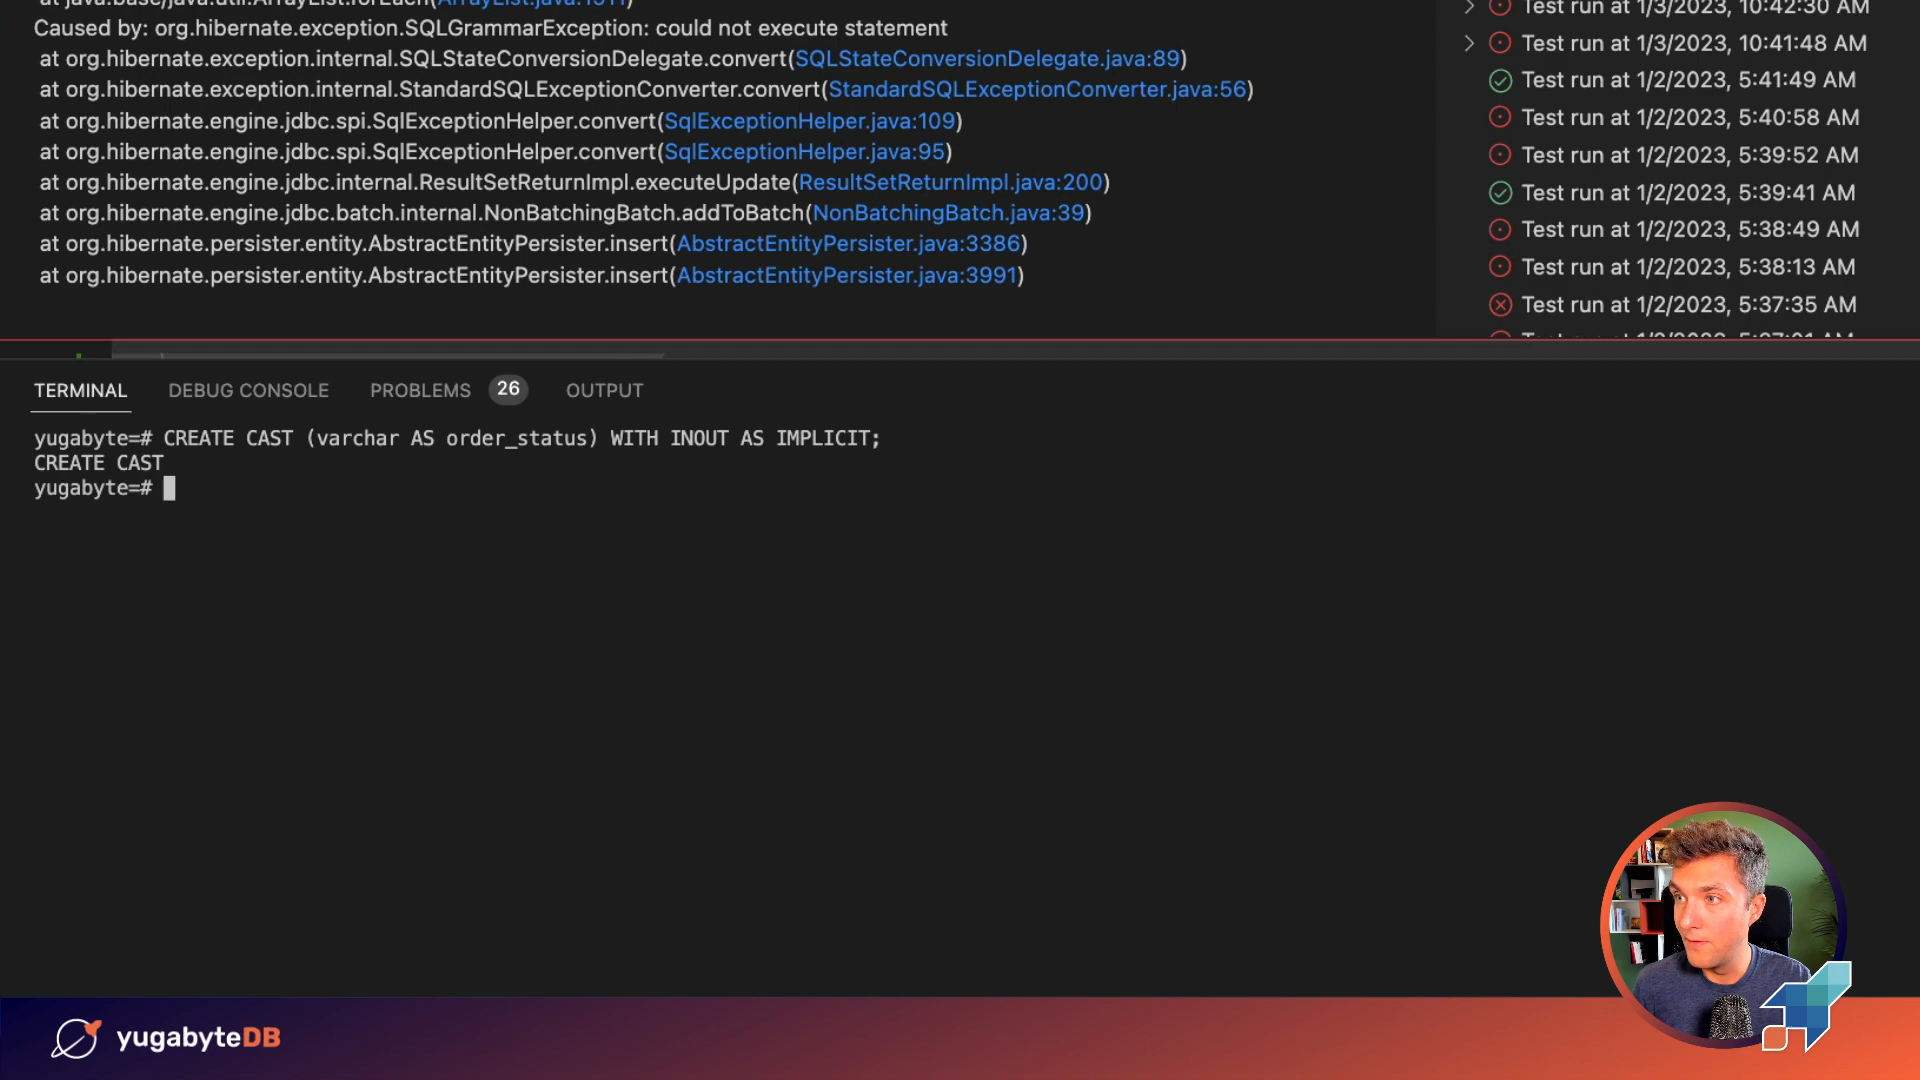 at java.base/java.util.ArrayList.forEach(ArrayList.java:1511)
Caused by: org.hibernate.exception.SQLGrammarException: could not execute statement
at org.hibernate.exception.internal.SQLStateConversionDelegate.convert(SQLStateConversionDelegate.java:89)
at org.hibernate.exception.internal.StandardSQLExceptionConverter.convert(StandardSQLExceptionConverter.java:56)
at org.hibernate.engine.jdbc.spi.SqlExceptionHelper.convert(SqlExceptionHelper.java:109)
at org.hibernate.engine.jdbc.spi.SqlExceptionHelper.convert(SqlExceptionHelper.java:95)
at org.hibernate.engine.jdbc.internal.ResultSetReturnImpl.executeUpdate(ResultSetReturnImpl.java:200)
at org.hibernate.engine.jdbc.batch.internal.NonBatchingBatch.addToBatch(NonBatchingBatch.java:39)
at org.hibernate.persister.entity.AbstractEntityPersister.insert(AbstractEntityPersister.java:3386)
at org.hibernate.persister.entity.AbstractEntityPersister.insert(AbstractEntityPersister.java:3991)
Test run at 1/3/2023, 10:42:30 AM
Test run at 1/3/2023, 10:41:48 AM
Test run at 1/2/2023, 5:41:49 AM
Test run at 1/2/2023, 5:40:58 AM
Test run at 1/2/2023, 5:39:52 AM
Test run at 1/2/2023, 5:39:41 AM
Test run at 1/2/2023, 5:38:49 AM
Test run at 1/2/2023, 5:38:13 AM
Test run at 1/2/2023, 5:37:35 AM
TERMINAL DEBUG CONSOLE PROBLEMS 26 OUTPUT
yugabyte=# CREATE CAST (varchar AS order_status) WITH INOUT AS IMPLICIT;
CREATE CAST
yugabyte=#
yugabyteDB